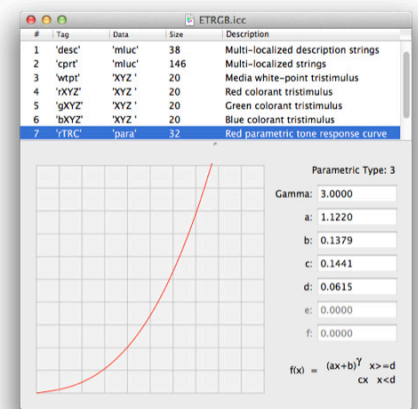 ETRGB.icc
# Tag Data Size Description
1 'desc' 'mluc' 38 Multi-localized description strings
2 'cprt' 'mluc' 146 Multi-localized strings
3 'wtpt' 'XYZ ' 20 Media white-point tristimulus
4 'rXYZ' 'XYZ ' 20 Red colorant tristimulus
5 'gXYZ' 'XYZ ' 20 Green colorant tristimulus
6 'bXYZ' 'XYZ ' 20 Blue colorant tristimulus
7 'rTRC' 'para' 32 Red parametric tone response curve
Parametric Type: 3
Gamma: 3.0000
a: 1.1220
b: 0.1379
c: 0.1441
d: 0.0615
e: 0.0000
f: 0.0000
f(x) = (ax+b)^γ x>=d
cx x<d